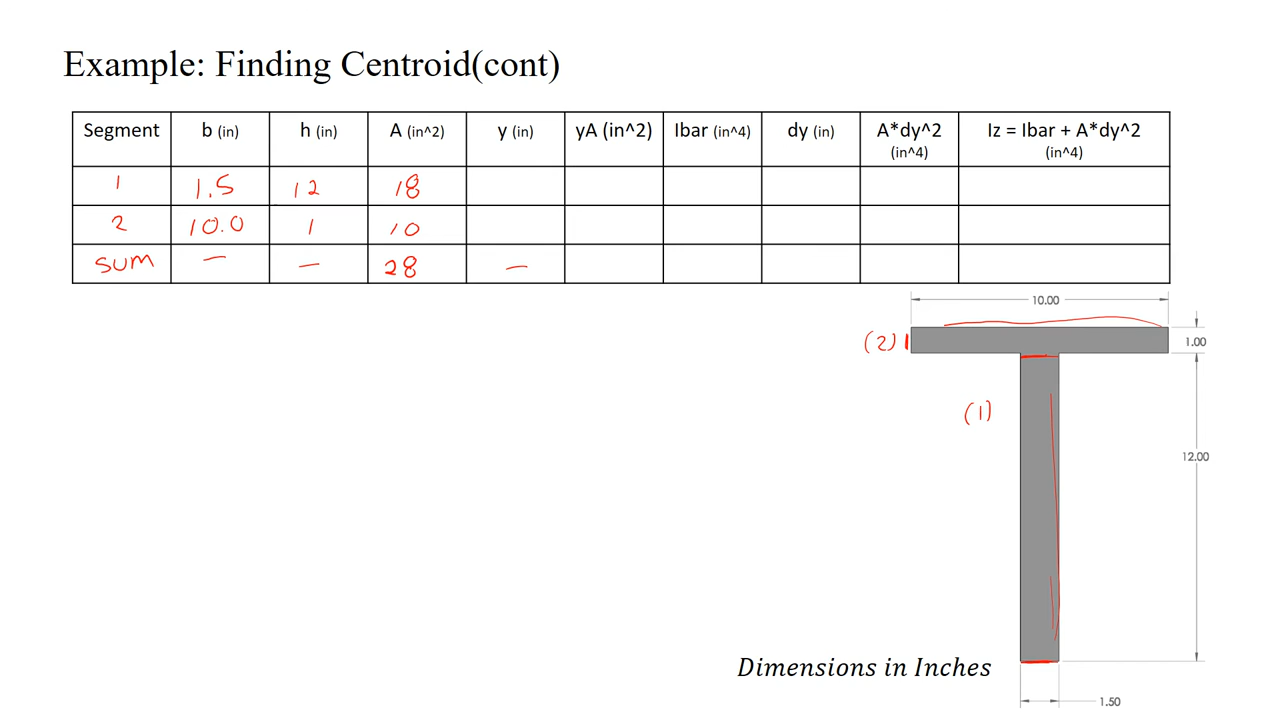 Example: Finding Centroid(cont)
Segment b (in) h (in) A (in^2) y (in) yA (in^2) Ibar (in^4) dy (in) A*dy^2 (in^4) Iz = Ibar + A*dy^2 (in^4)
1 1.5 12 18
2 10.0 1 10
SUM — — 28 —
10.00
(2) 1.00
(1)
12.00
Dimensions in Inches
1.50